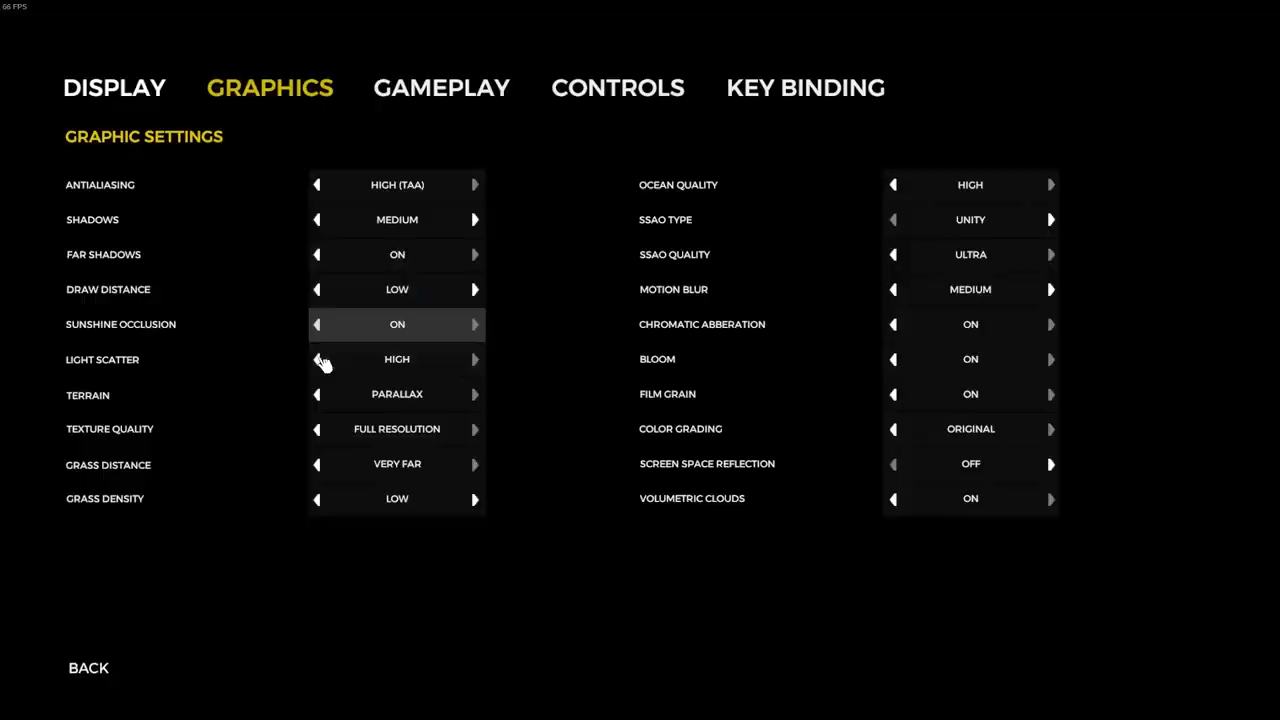 66 FPS
DISPLAY GRAPHICS GAMEPLAY CONTROLS KEY BINDING
GRAPHIC SETTINGS
ANTIALIASING HIGH (TAA)
SHADOWS MEDIUM
FAR SHADOWS ON
DRAW DISTANCE LOW
SUNSHINE OCCLUSION ON
LIGHT SCATTER HIGH
TERRAIN PARALLAX
TEXTURE QUALITY FULL RESOLUTION
GRASS DISTANCE VERY FAR
GRASS DENSITY LOW
OCEAN QUALITY HIGH
SSAO TYPE UNITY
SSAO QUALITY ULTRA
MOTION BLUR MEDIUM
CHROMATIC ABBERATION ON
BLOOM ON
FILM GRAIN ON
COLOR GRADING ORIGINAL
SCREEN SPACE REFLECTION OFF
VOLUMETRIC CLOUDS ON
BACK